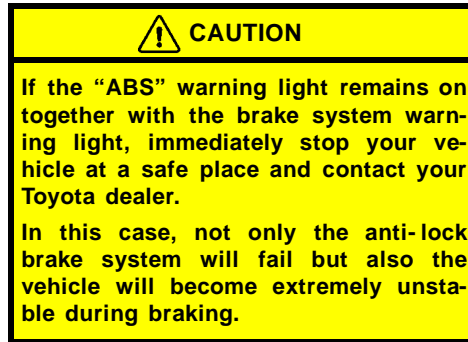 CAUTION
If the “ABS” warning light remains on
together with the brake system warn-
ing light, immediately stop your ve-
hicle at a safe place and contact your
Toyota dealer.
In this case, not only the anti-lock
brake system will fail but also the
vehicle will become extremely unsta-
ble during braking.